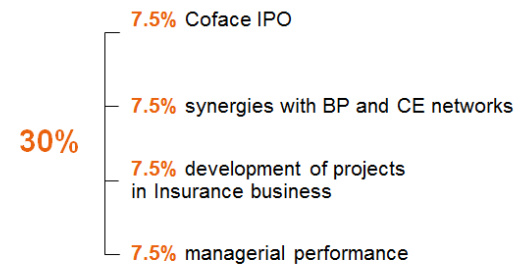 7.5% Coface IPO
7.5% synergies with BP and CE networks
30%
7.5% development of projects
in Insurance business
7.5% managerial performance